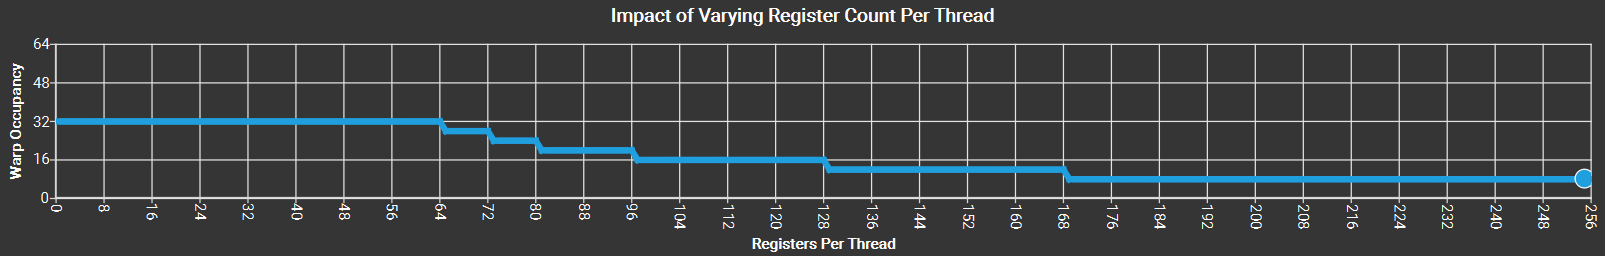 Impact of Varying Register Count Per Thread
64
48
32
16
0
Warp Occupancy
0 8 16 24 32 40 48 56 64 72 80 88 96 104 112 120 128 136 144 152 160 168 176 184 192 200 208 216 224 232 240 248 256
Registers Per Thread